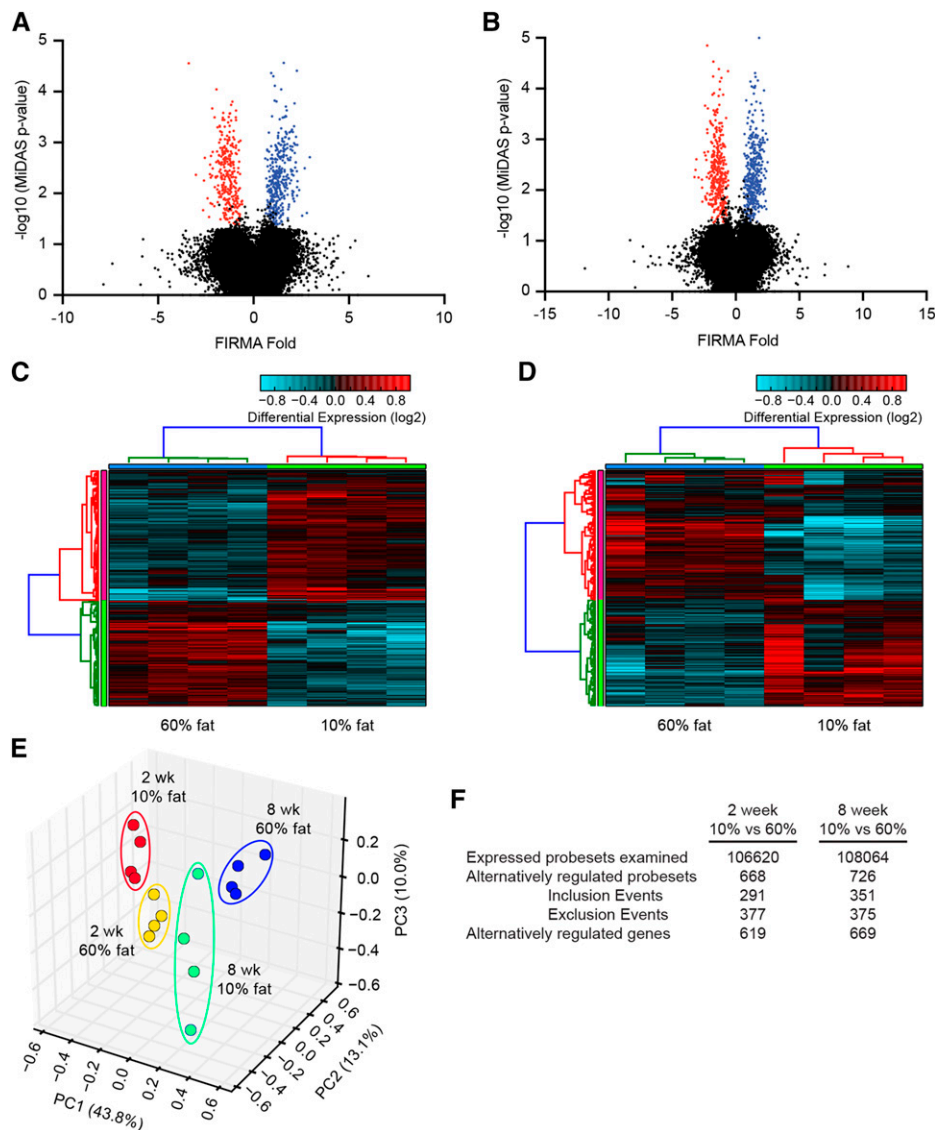 A
5
4
3
2
1
0
-log10 (MiDAS p-value)
-10 -5 0 5 10
FIRMA Fold
B
5
4
3
2
1
0
-log10 (MiDAS p-value)
-15 -10 -5 0 5 10 15
FIRMA Fold
C
−0.8 −0.4 0.0 0.4 0.8
Differential Expression (log2)
60% fat 10% fat
D
−0.8 −0.4 0.0 0.4 0.8
Differential Expression (log2)
60% fat 10% fat
E
2 wk
10% fat
8 wk
60% fat
2 wk
60% fat
8 wk
10% fat
0.2
0.0
−0.2
−0.4
−0.6
PC3 (10.0%)
0.6
0.4
0.2
0.0
−0.2
−0.4
−0.6
PC2 (13.1%)
−0.6 −0.4 −0.2 0.0 0.2 0.4 0.6
PC1 (43.8%)
F
2 week 8 week
10% vs 60% 10% vs 60%
Expressed probesets examined 106620 108064
Alternatively regulated probesets 668 726
Inclusion Events 291 351
Exclusion Events 377 375
Alternatively regulated genes 619 669